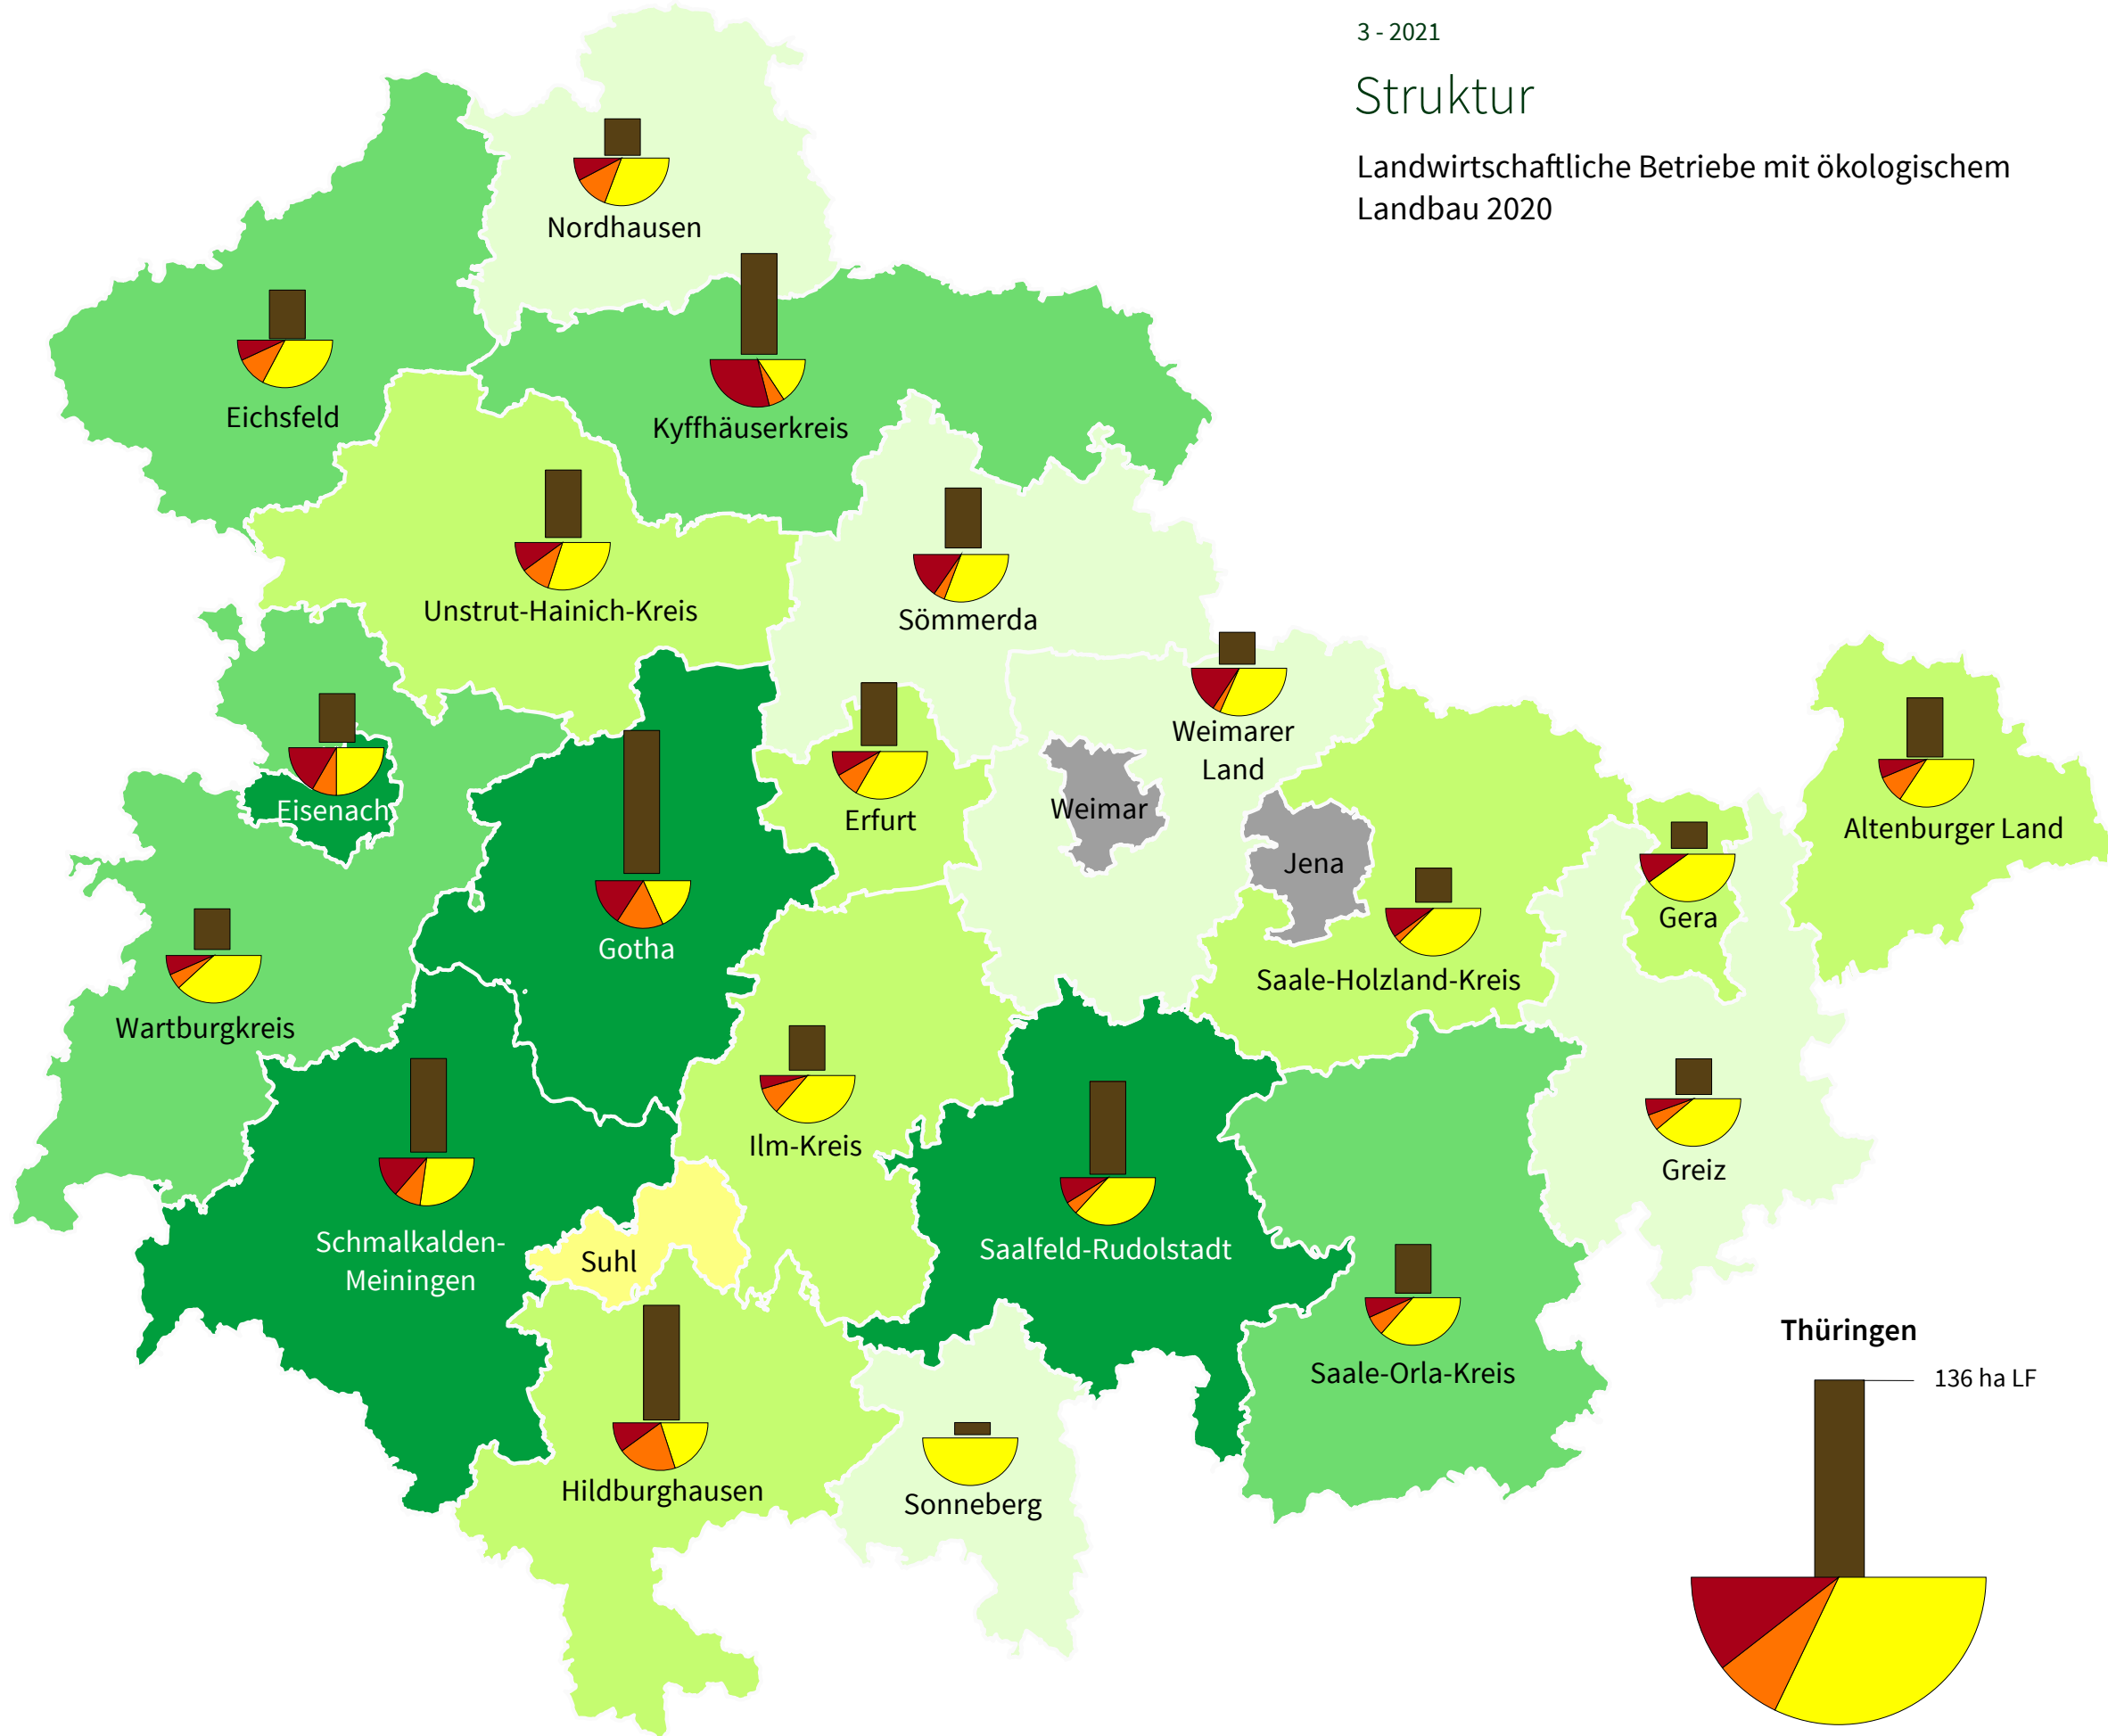 3 - 2021
Struktur
Landwirtschaftliche Betriebe mit ökologischem
Landbau 2020
Nordhausen
Eichsfeld
Kyffhäuserkreis
Unstrut-Hainich-Kreis
Sömmerda
Weimarer
Land
Eisenach
Erfurt
Weimar
Altenburger Land
Jena
Gera
Gotha
Saale-Holzland-Kreis
Wartburgkreis
Ilm-Kreis
Greiz
Schmalkalden-
Meiningen
Suhl
Saalfeld-Rudolstadt
Saale-Orla-Kreis
Hildburghausen
Sonneberg
Thüringen
136 ha LF